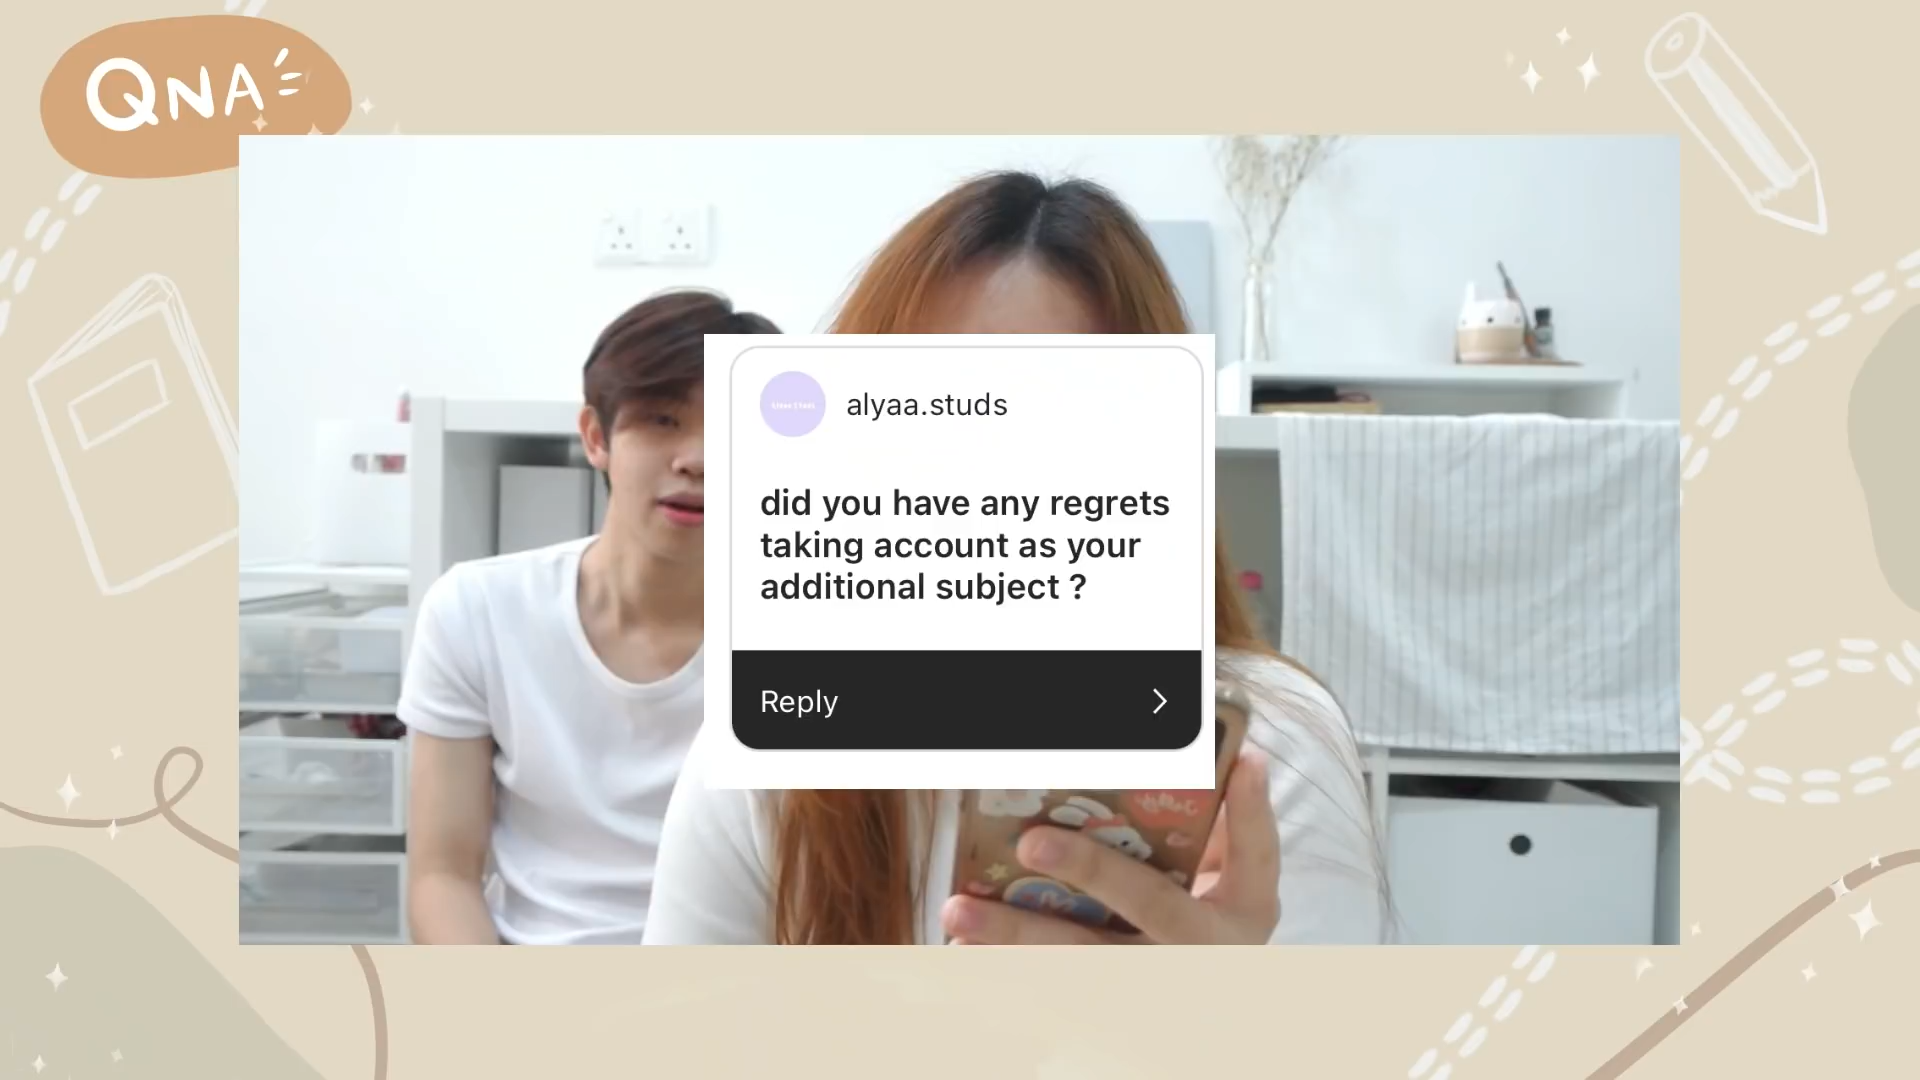 QNA
alyaa.studs
did you have any regrets
taking account as your
additional subject ?
Reply